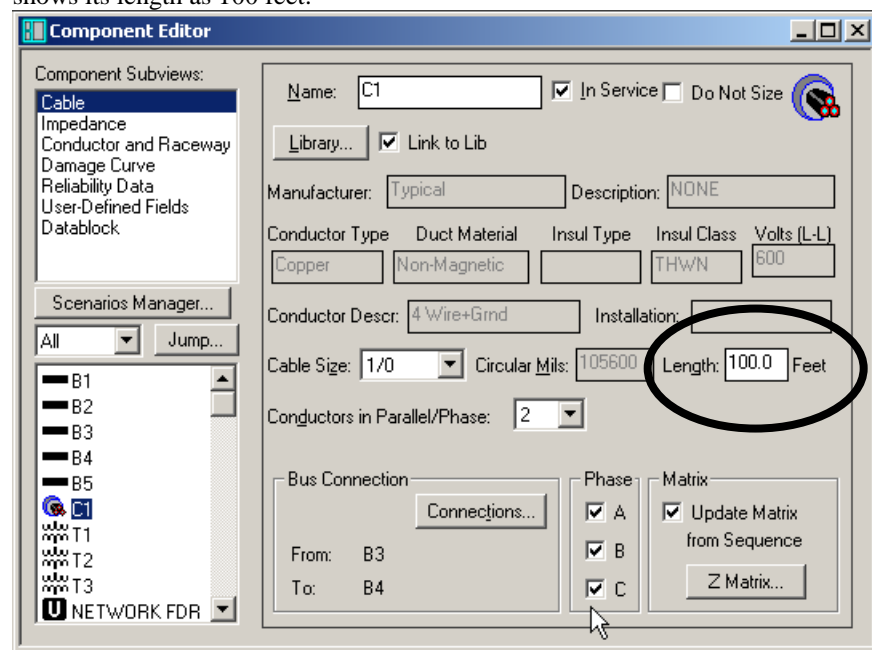 shows its length as 100 feet.
Component Editor
Component Subviews:
Cable
Impedance
Conductor and Raceway
Damage Curve
Reliability Data
User-Defined Fields
Datablock
Scenarios Manager...
All Jump...
B1
B2
B3
B4
B5
C1
T1
T2
T3
U NETWORK FDR
Name: C1 In Service Do Not Size
Library... Link to Lib
Manufacturer: Typical Description: NONE
Conductor Type Duct Material Insul Type Insul Class Volts (L-L)
Copper Non-Magnetic THWN 600
Conductor Descr: 4 Wire+Grnd Installation:
Cable Size: 1/0 Circular Mils: 105600 Length: 100.0 Feet
Conductors in Parallel/Phase: 2
Bus Connection
Connections...
From: B3
To: B4
Phase
A
B
C
Matrix
Update Matrix
from Sequence
Z Matrix...